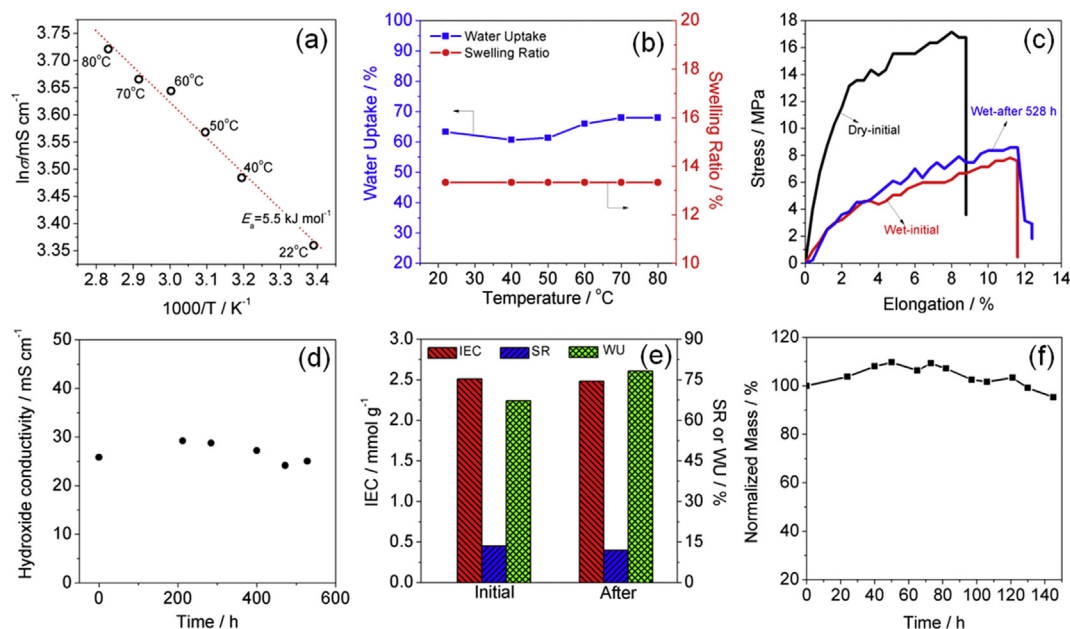 (a)
3.75
3.70
3.65
3.60
3.55
3.50
3.45
3.40
3.35
lnσ/mS cm⁻¹
80°C
70°C
60°C
50°C
40°C
22°C
Eₐ=5.5 kJ mol⁻¹
2.8 2.9 3.0 3.1 3.2 3.3 3.4
1000/T / K⁻¹
(b)
Water Uptake
Swelling Ratio
100
90
80
70
60
50
40
30
20
Water Uptake / %
20
18
16
14
12
10
Swelling Ratio / %
20 30 40 50 60 70 80
Temperature / °C
(c)
18
16
14
12
10
8
6
4
2
0
Stress / MPa
Dry-initial
Wet-after 528 h
Wet-initial
0 2 4 6 8 10 12 14
Elongation / %
(d)
50
40
30
20
10
0
Hydroxide conductivity / mS cm⁻¹
0 200 400 600
Time / h
(e)
IEC SR WU
3.0
2.5
2.0
1.5
1.0
0.5
0.0
IEC / mmol g⁻¹
90
75
60
45
30
15
0
SR or WU / %
Initial After
(f)
120
100
80
60
40
20
Normalized Mass / %
0 20 40 60 80 100 120 140
Time / h